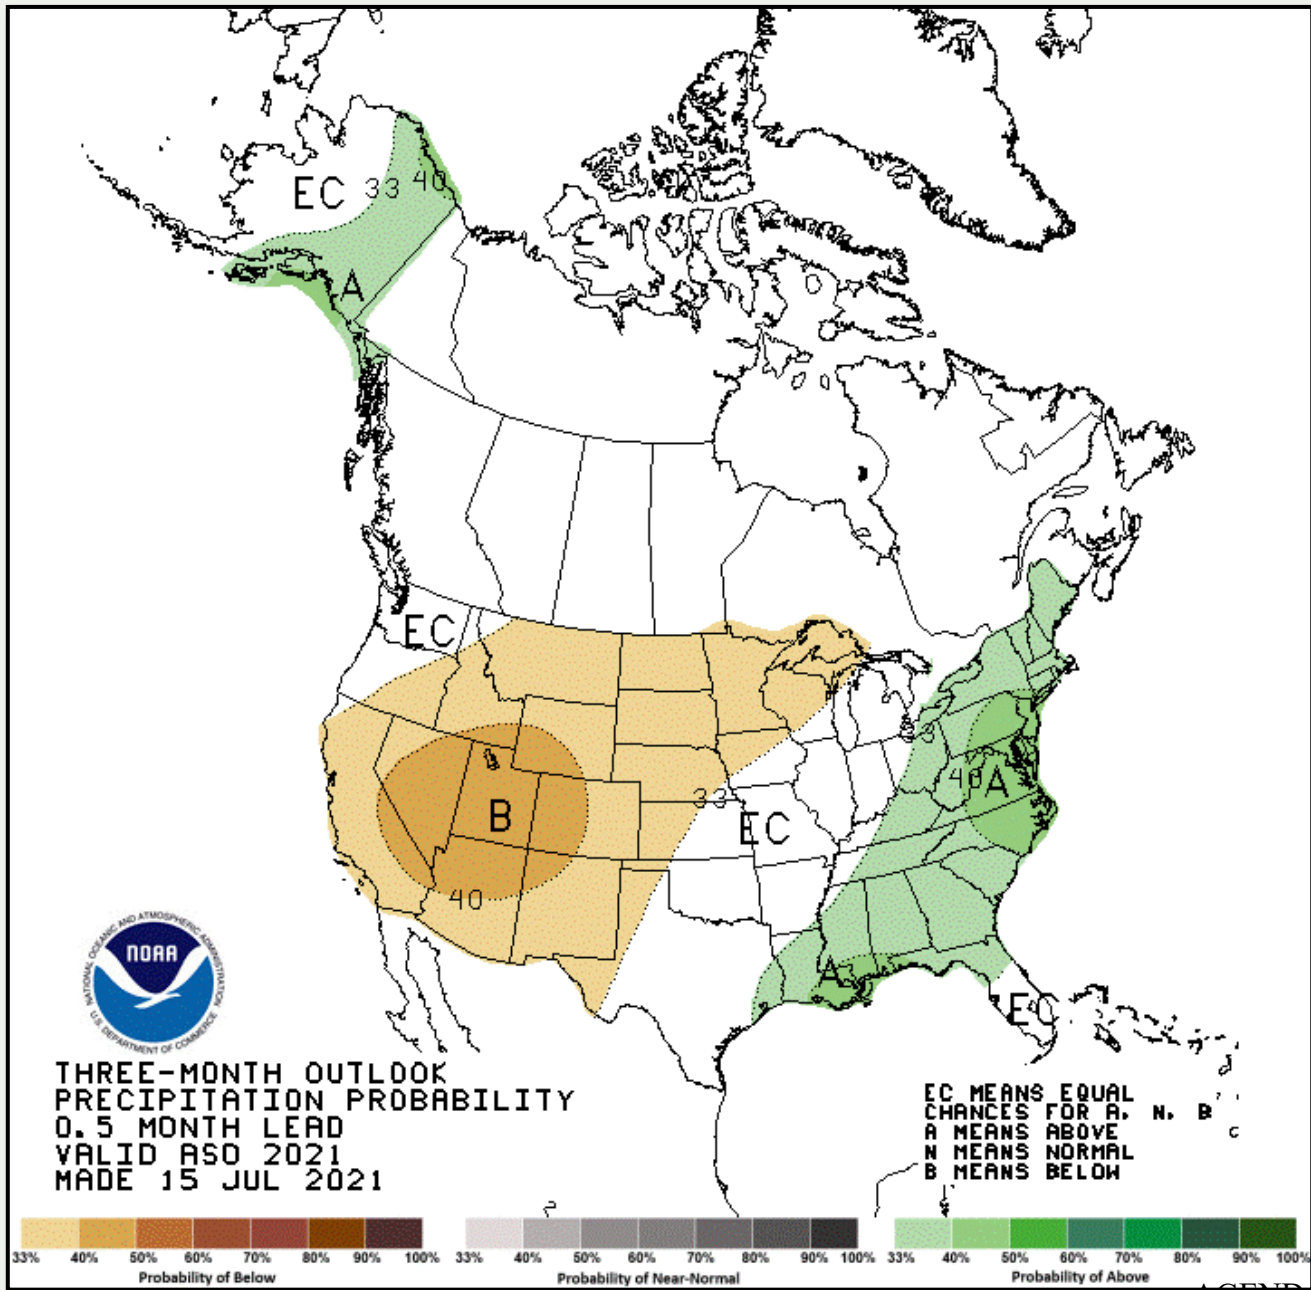 EC 33 40
A
EC
33
40 A
B
33
EC
40
A
EC
NATIONAL OCEANIC AND ATMOSPHERIC ADMINISTRATION
NOAA
U.S. DEPARTMENT OF COMMERCE
THREE-MONTH OUTLOOK
PRECIPITATION PROBABILITY
0.5 MONTH LEAD
VALID ASO 2021
MADE 15 JUL 2021
EC MEANS EQUAL
CHANCES FOR A, N, B
A MEANS ABOVE
N MEANS NORMAL
B MEANS BELOW
33% 40% 50% 60% 70% 80% 90% 100%
Probability of Below
33% 40% 50% 60% 70% 80% 90% 100%
Probability of Near-Normal
33% 40% 50% 60% 70% 80% 90% 100%
Probability of Above